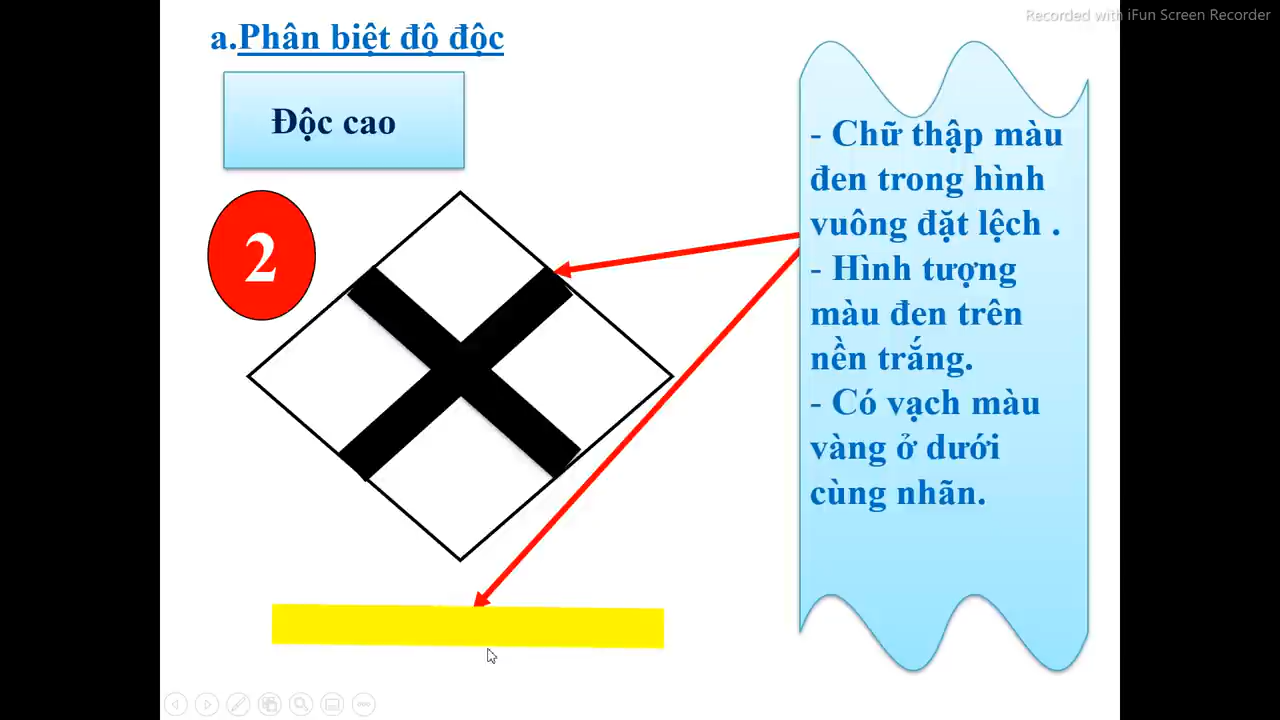 Recorded with iFun Screen Recorder
a.Phân biệt độ độc
Độc cao
2
- Chữ thập màu
đen trong hình
vuông đặt lệch .
- Hình tượng
màu đen trên
nền trắng.
- Có vạch màu
vàng ở dưới
cùng nhãn.